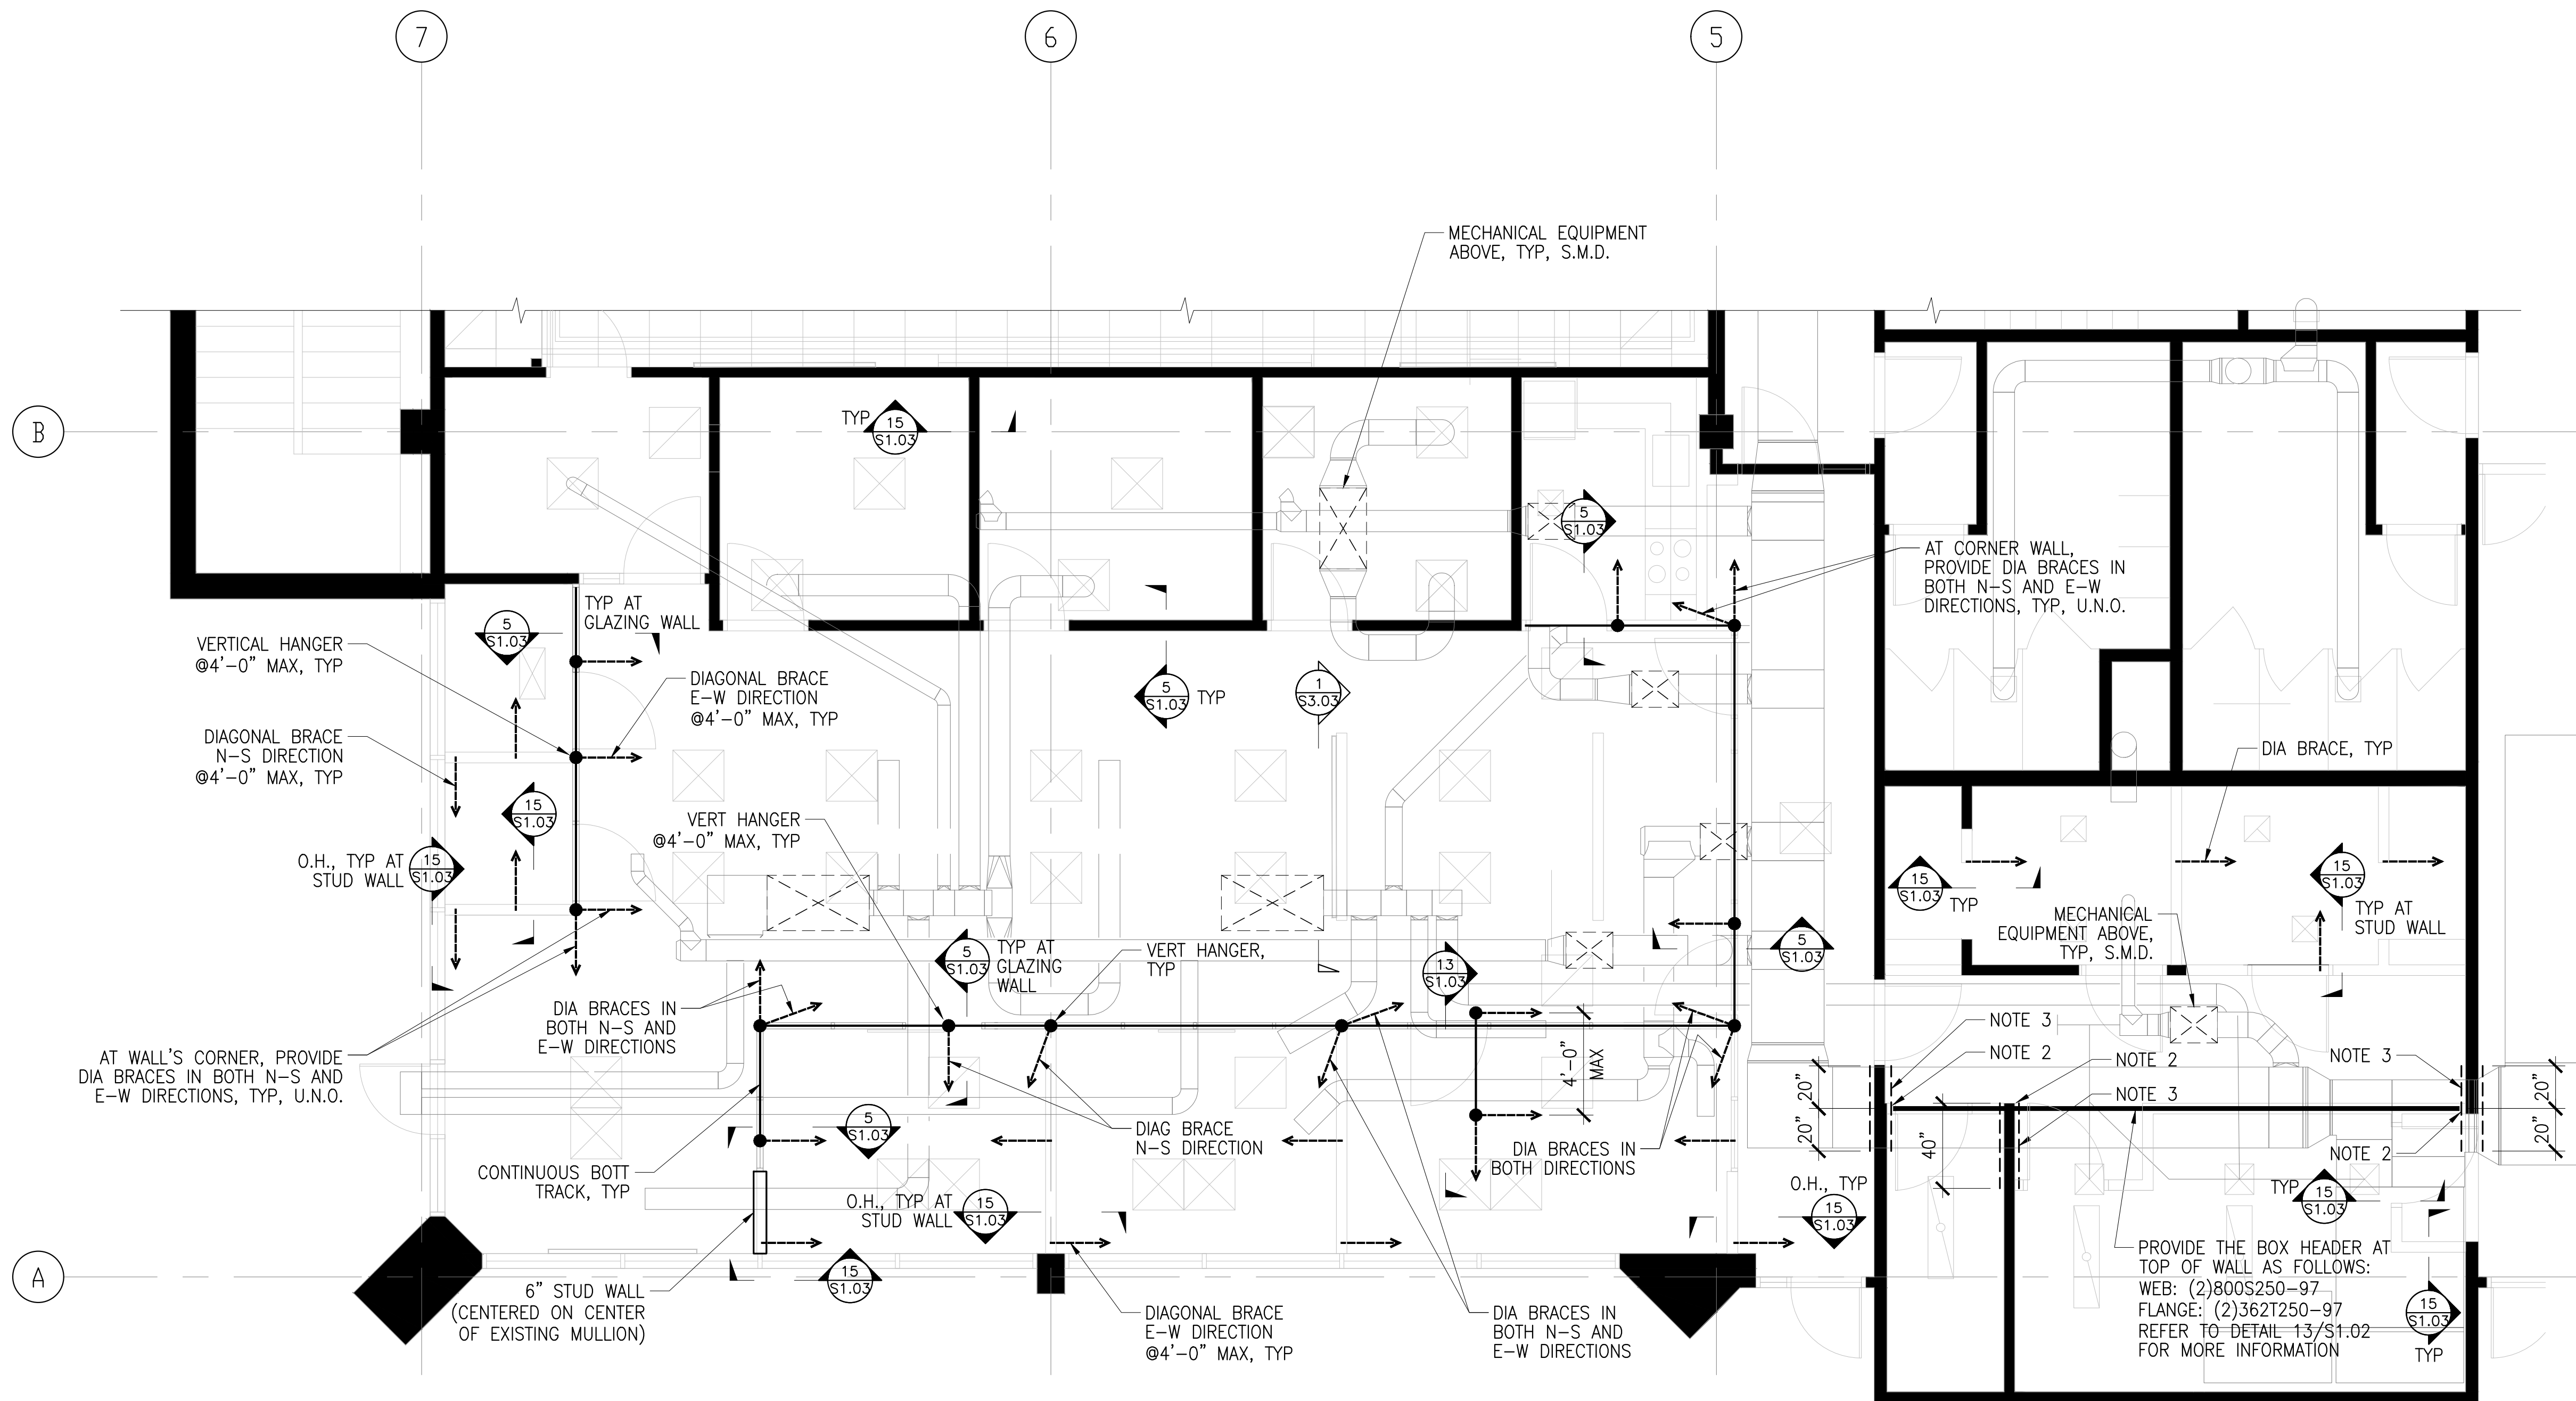 7
6
5
B
A
MECHANICAL EQUIPMENT
ABOVE, TYP, S.M.D.
TYP
15
S1.03
5
S1.03
AT CORNER WALL,
PROVIDE DIA BRACES IN
BOTH N-S AND E-W
DIRECTIONS, TYP, U.N.O.
TYP AT
GLAZING WALL
5
S1.03
VERTICAL HANGER
@4'-0" MAX, TYP
DIAGONAL BRACE
E-W DIRECTION
@4'-0" MAX, TYP
5
S1.03
TYP
1
S3.03
DIAGONAL BRACE
N-S DIRECTION
@4'-0" MAX, TYP
15
S1.03
VERT HANGER
@4'-0" MAX, TYP
DIA BRACE, TYP
O.H., TYP AT
STUD WALL
15
S1.03
15
S1.03
TYP
15
S1.03
TYP AT
STUD WALL
MECHANICAL
EQUIPMENT ABOVE,
TYP, S.M.D.
5
S1.03
TYP AT
GLAZING
WALL
VERT HANGER,
TYP
13
S1.03
5
S1.03
DIA BRACES IN
BOTH N-S AND
E-W DIRECTIONS
AT WALL'S CORNER, PROVIDE
DIA BRACES IN BOTH N-S AND
E-W DIRECTIONS, TYP, U.N.O.
4'-0"
MAX
NOTE 3
NOTE 2
NOTE 2
NOTE 3
NOTE 3
NOTE 2
20"
20"
40"
20"
20"
5
S1.03
DIAG BRACE
N-S DIRECTION
DIA BRACES IN
BOTH DIRECTIONS
CONTINUOUS BOTT
TRACK, TYP
O.H., TYP AT
STUD WALL
15
S1.03
O.H., TYP
15
S1.03
TYP
15
S1.03
15
S1.03
6" STUD WALL
(CENTERED ON CENTER
OF EXISTING MULLION)
DIAGONAL BRACE
E-W DIRECTION
@4'-0" MAX, TYP
DIA BRACES IN
BOTH N-S AND
E-W DIRECTIONS
PROVIDE THE BOX HEADER AT
TOP OF WALL AS FOLLOWS:
WEB: (2)800S250-97
FLANGE: (2)362T250-97
REFER TO DETAIL 13/S1.02
FOR MORE INFORMATION
15
S1.03
TYP